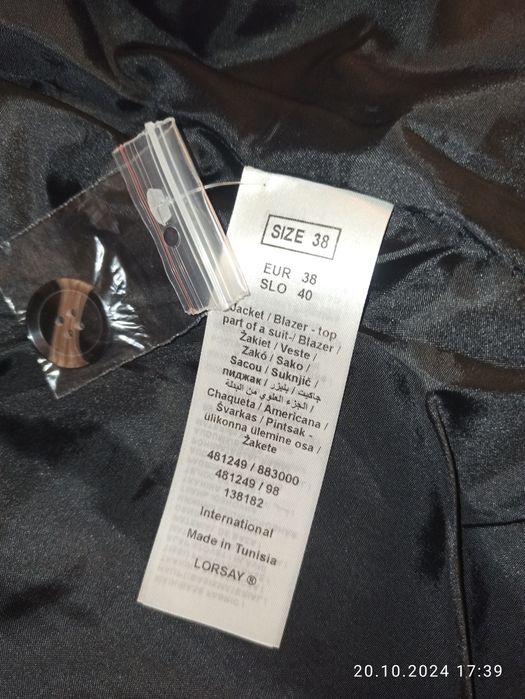 SIZE 38
EUR 38
SLO 40
Jacket / Blazer - top
part of a suit-/ Blazer /
Żakiet / Veste /
Zakó / Sako /
Sacou / Suknjić /
пиджак / جاكيت / بليزر
/ الجزء العلوي من البدلة
Chaqueta / Americana /
Švarkas / Pintsak -
ülikonna ülemine osa /
Žakete
481249 / 883000
481249 / 98
138182
International
Made in Tunisia
LORSAY ®
20.10.2024 17:39